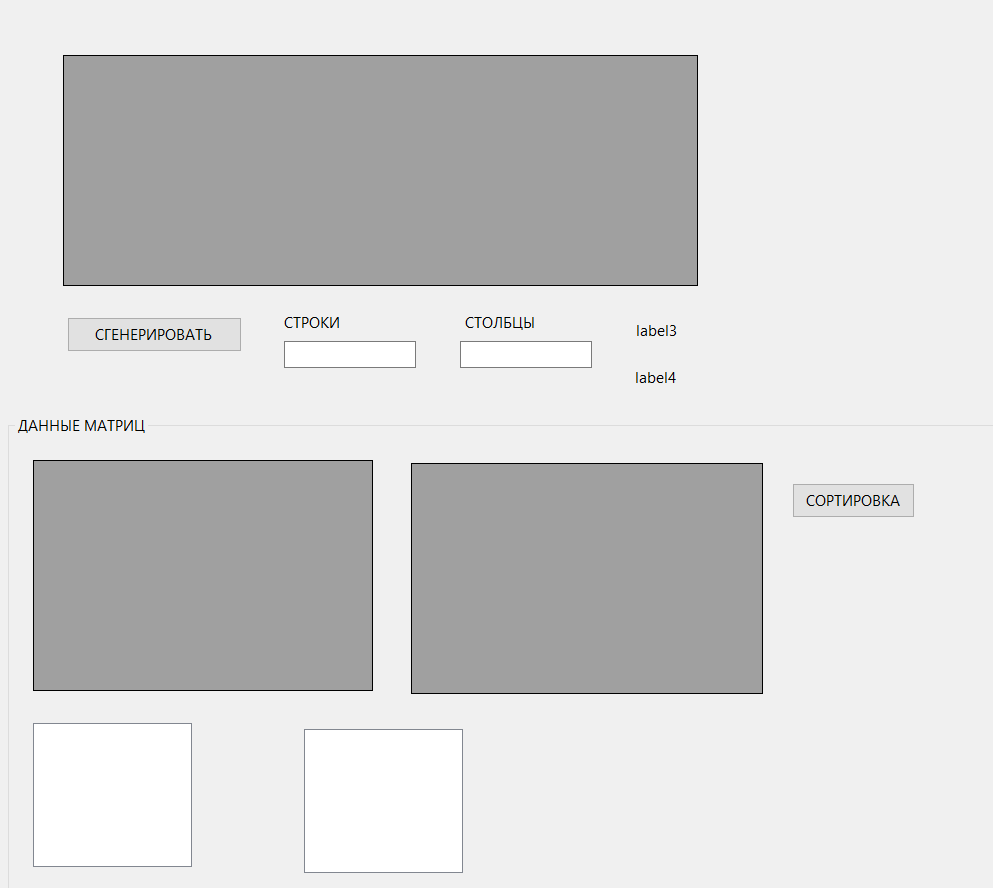 СГЕНЕРИРОВАТЬ
СТРОКИ
СТОЛБЦЫ
label3
label4
ДАННЫЕ МАТРИЦ
СОРТИРОВКА